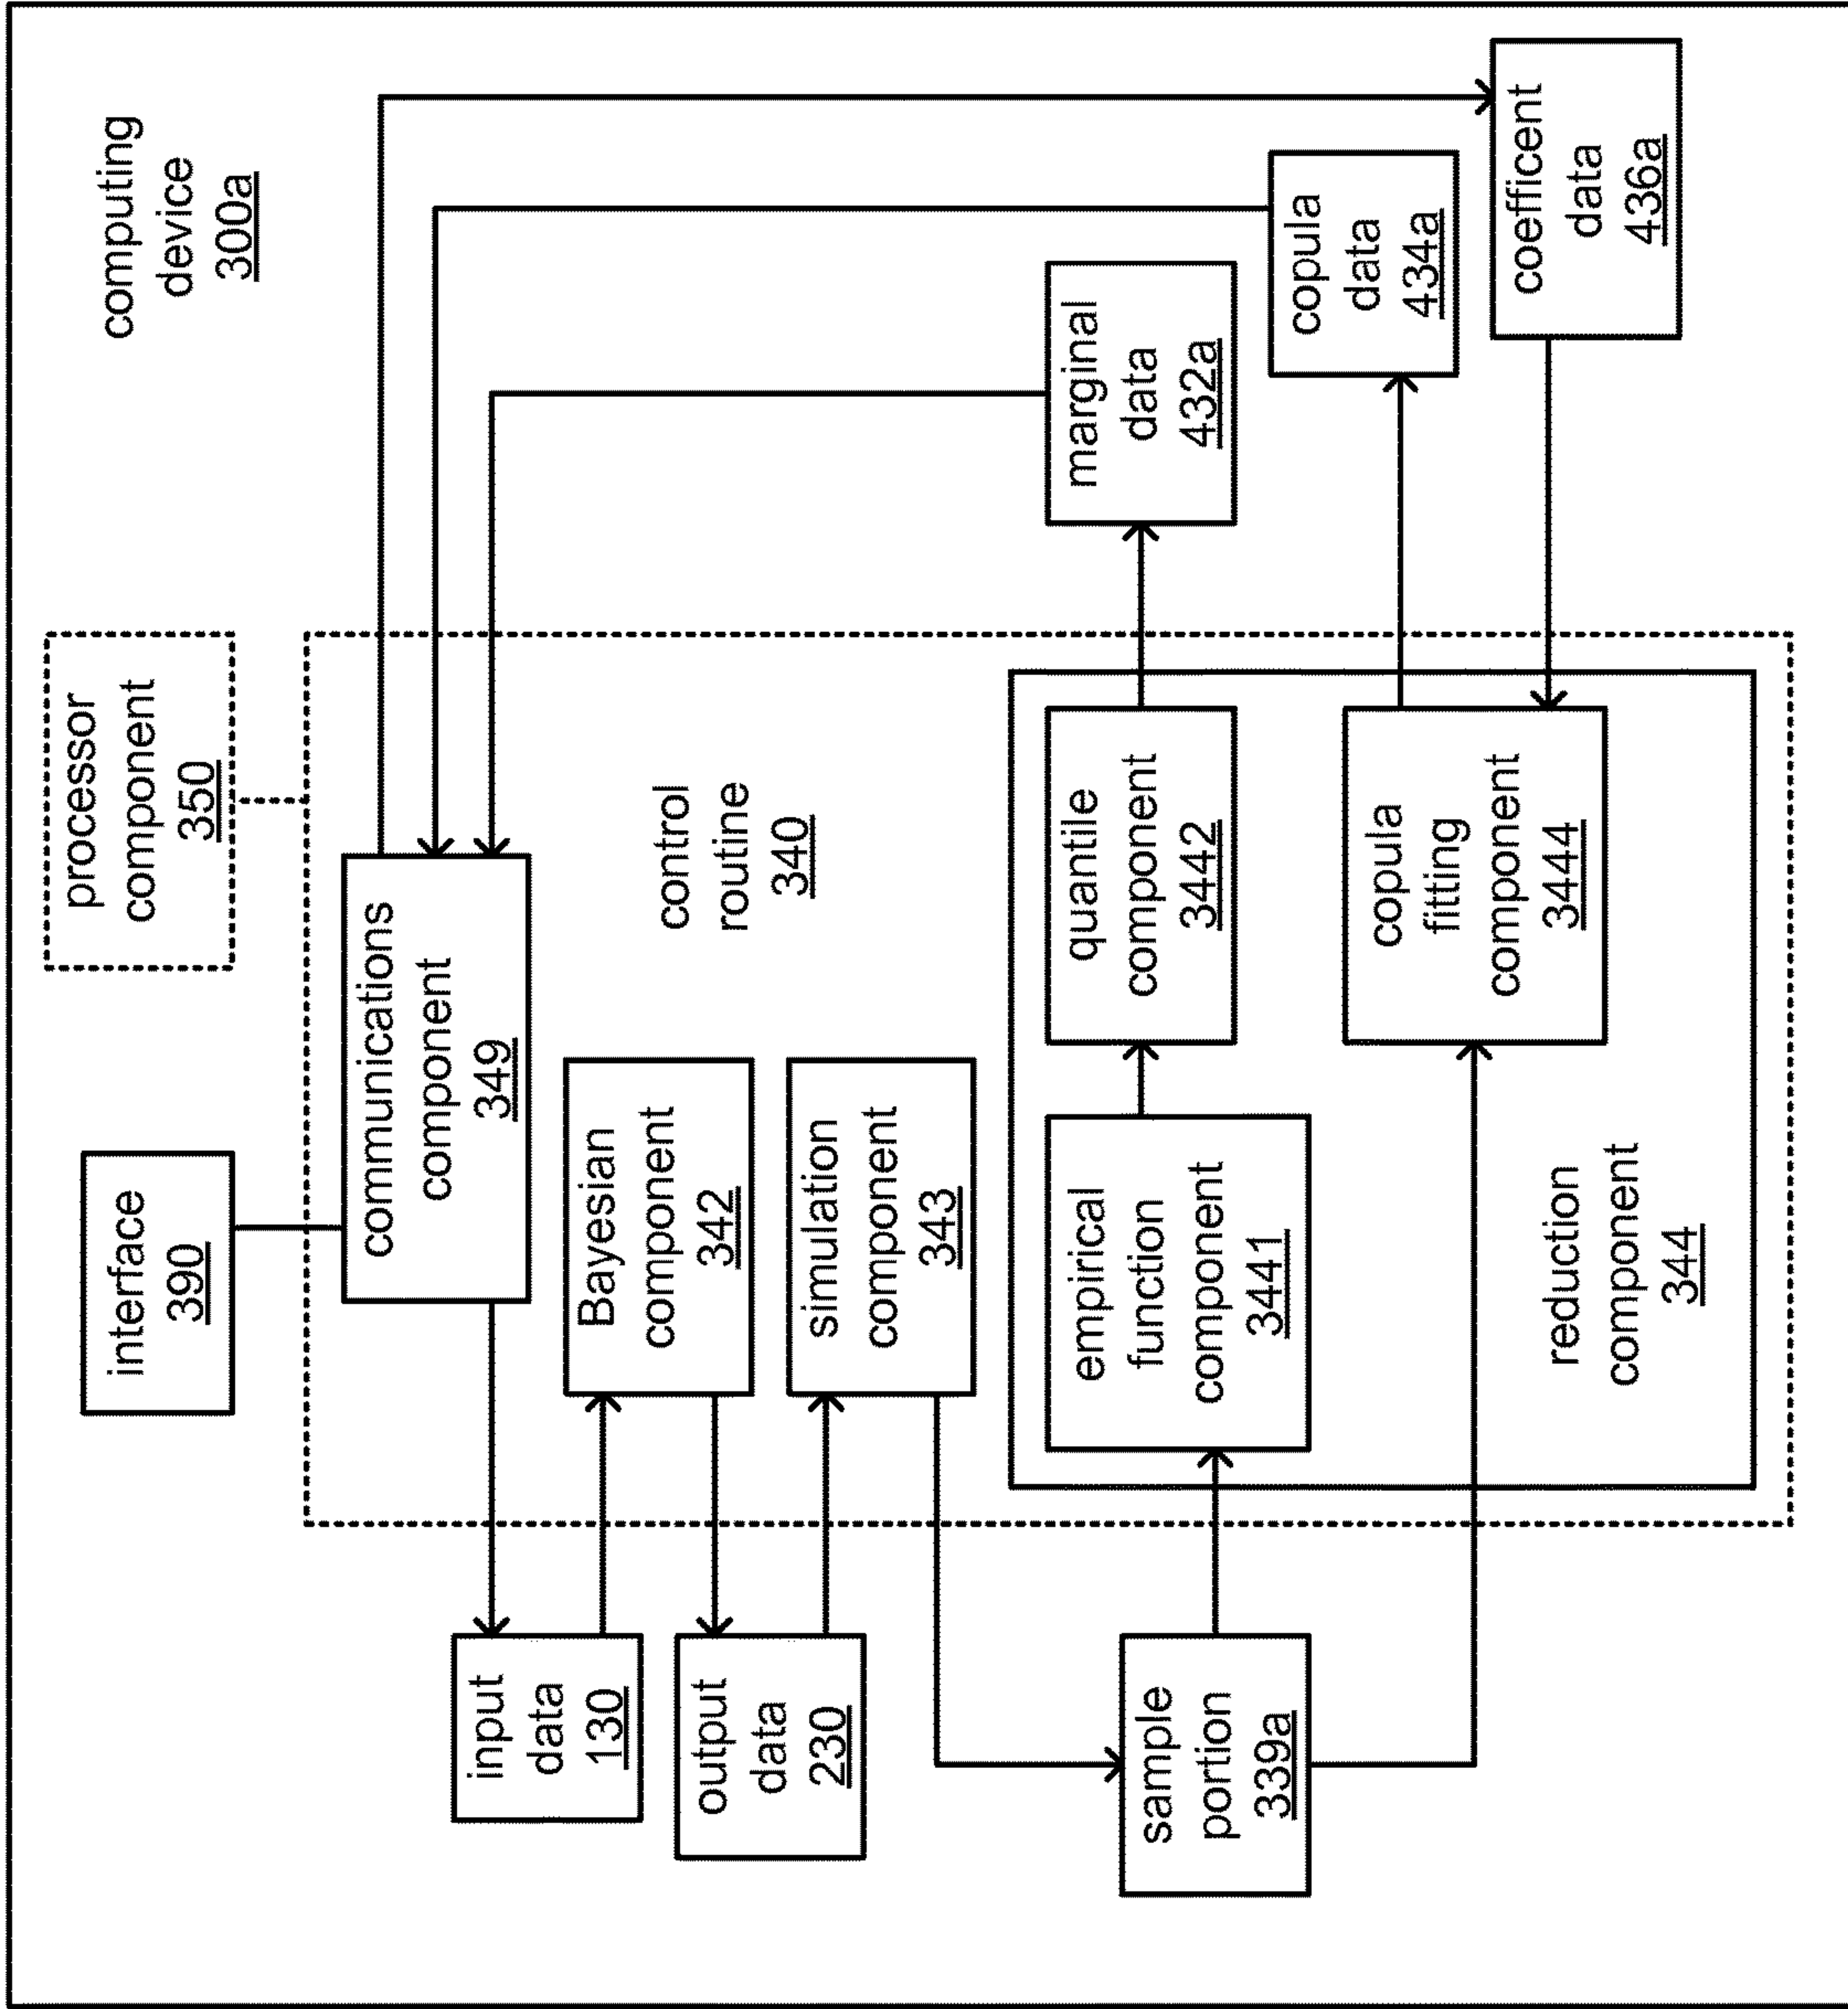 computing
device
300a
processor
component
350
interface
390
communications
component
349
input
data
130
Bayesian
component
342
output
data
230
simulation
component
343
control
routine
340
sample
portion
339a
empirical
function
component
3441
quantile
component
3442
copula
fitting
component
3444
reduction
component
344
marginal
data
432a
copula
data
434a
coefficent
data
436a